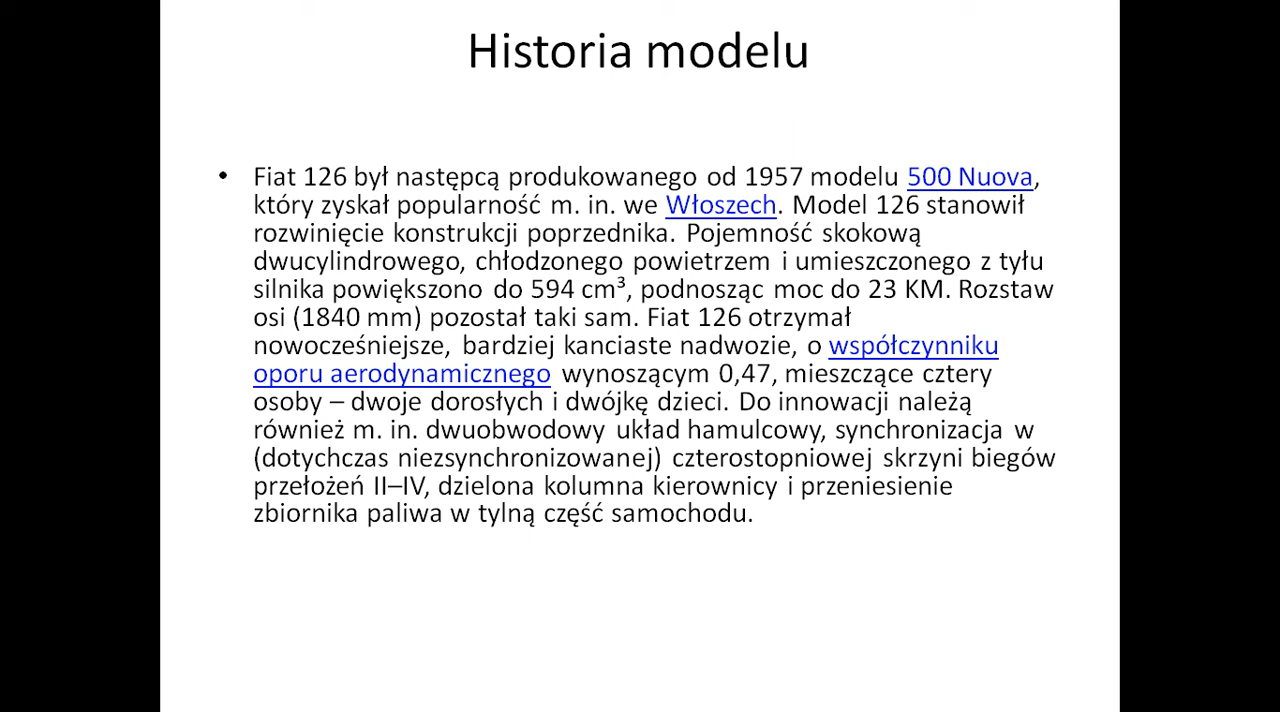 Historia modelu
• Fiat 126 był następcą produkowanego od 1957 modelu 500 Nuova,
który zyskał popularność m. in. we Włoszech. Model 126 stanowił
rozwinięcie konstrukcji poprzednika. Pojemność skokową
dwucylindrowego, chłodzonego powietrzem i umieszczonego z tyłu
silnika powiększono do 594 cm³, podnosząc moc do 23 KM. Rozstaw
osi (1840 mm) pozostał taki sam. Fiat 126 otrzymał
nowocześniejsze, bardziej kanciaste nadwozie, o współczynniku
oporu aerodynamicznego wynoszącym 0,47, mieszczące cztery
osoby – dwoje dorosłych i dwójkę dzieci. Do innowacji należą
również m. in. dwuobwodowy układ hamulcowy, synchronizacja w
(dotychczas niezsynchronizowanej) czterostopniowej skrzyni biegów
przełożeń II–IV, dzielona kolumna kierownicy i przeniesienie
zbiornika paliwa w tylną część samochodu.